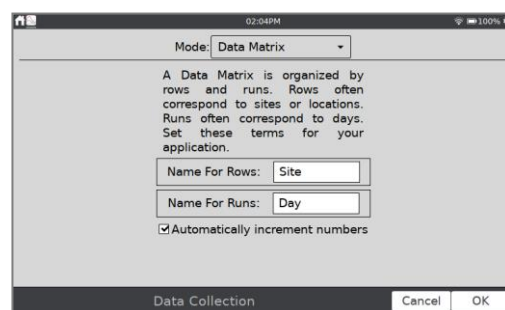 02:04PM
100%
Mode: Data Matrix
A Data Matrix is organized by
rows and runs. Rows often
correspond to sites or locations.
Runs often correspond to days.
Set these terms for your
application.
Name For Rows: Site
Name For Runs: Day
Automatically increment numbers
Data Collection Cancel OK